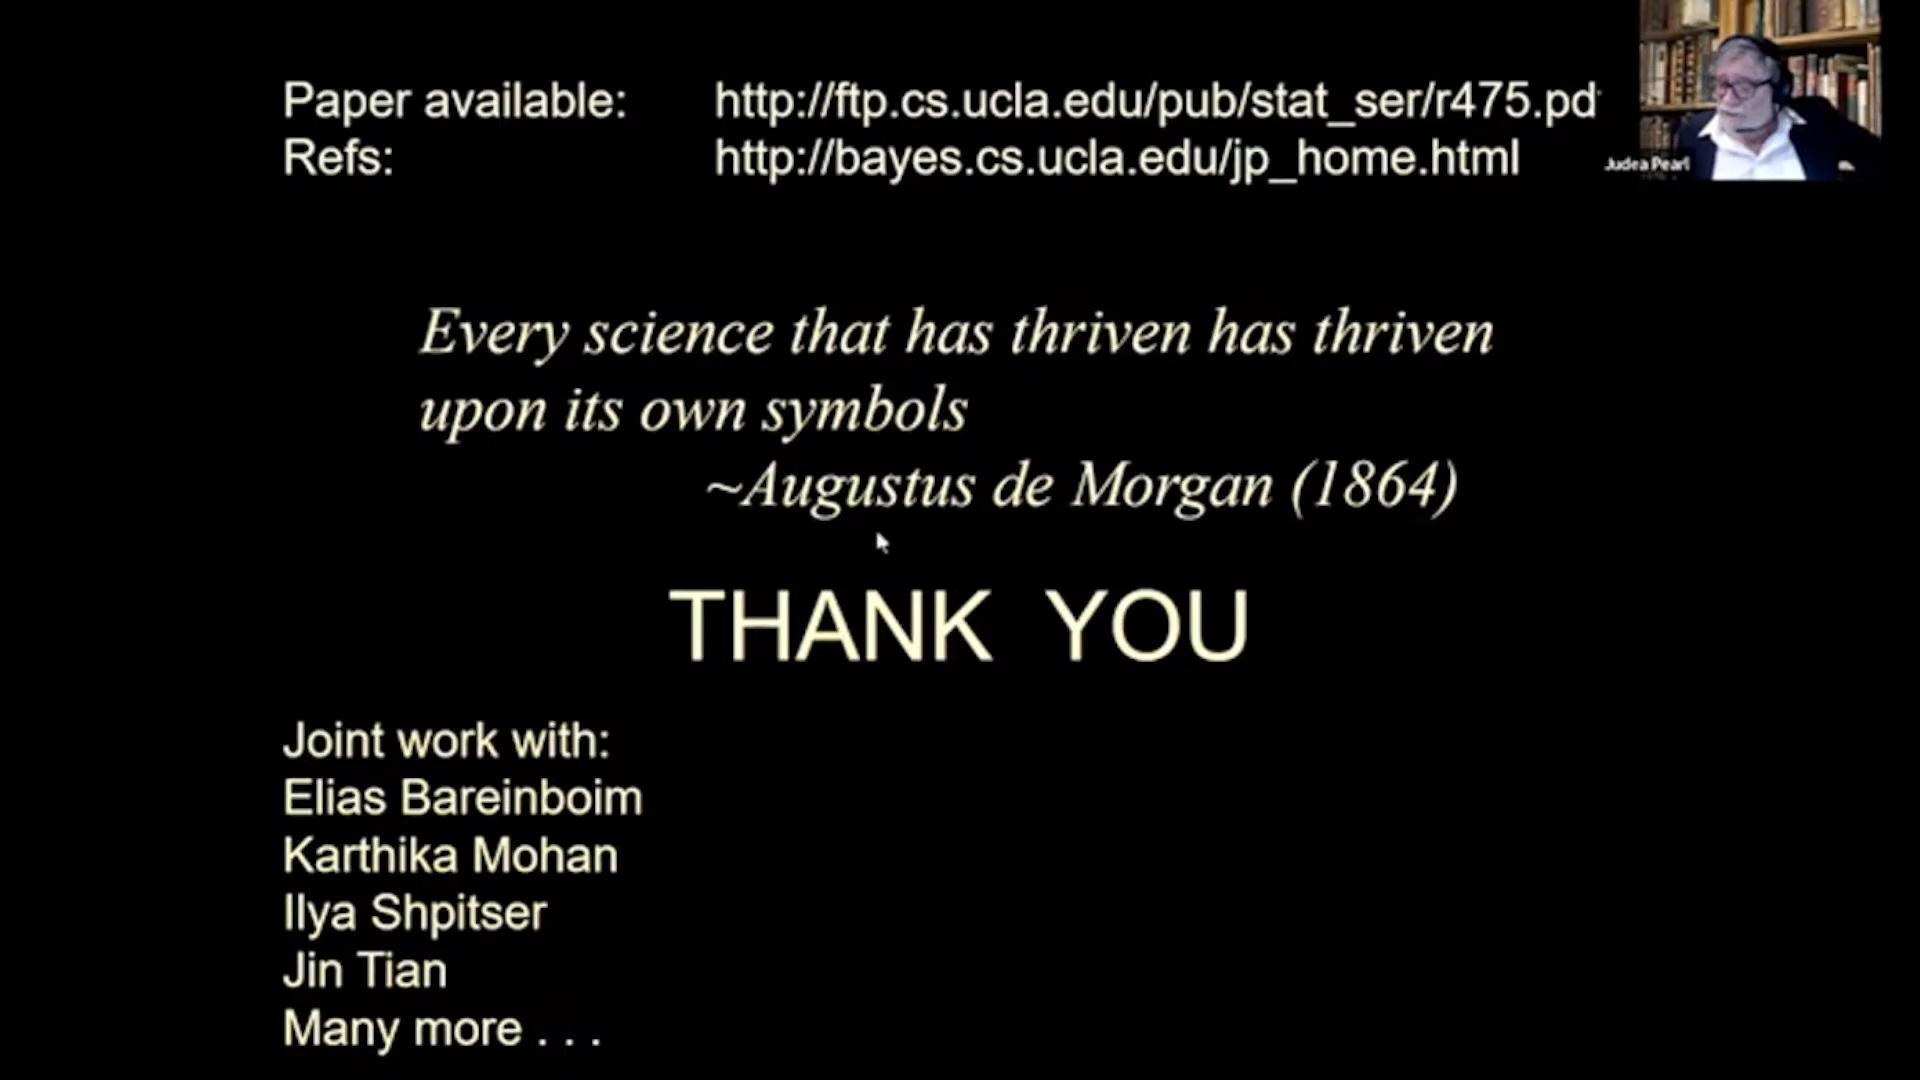 Paper available: http://ftp.cs.ucla.edu/pub/stat_ser/r475.pd
Refs: http://bayes.cs.ucla.edu/jp_home.html
Judea Pearl
Every science that has thriven has thriven
upon its own symbols
~Augustus de Morgan (1864)
THANK YOU
Joint work with:
Elias Bareinboim
Karthika Mohan
Ilya Shpitser
Jin Tian
Many more . . .